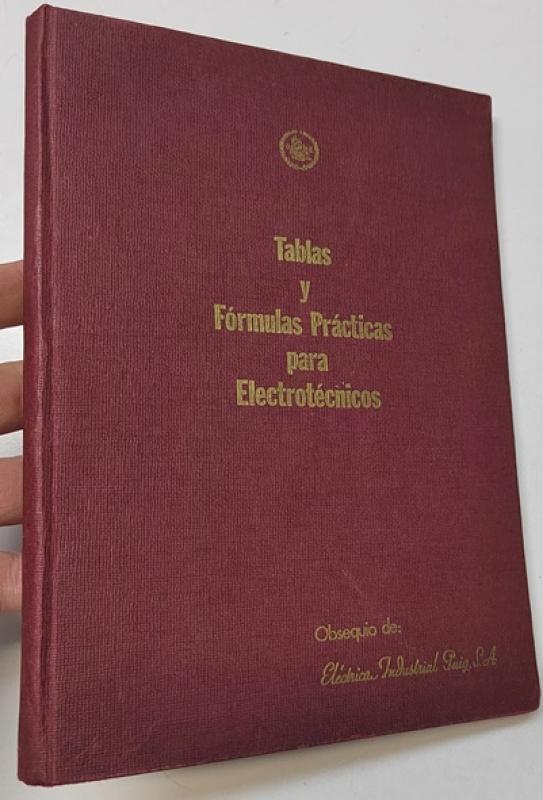 Tablas
y
Fórmulas Prácticas
para
Electrotécnicos
Obsequio de:
Eléctrica Industrial Puig, S.A.